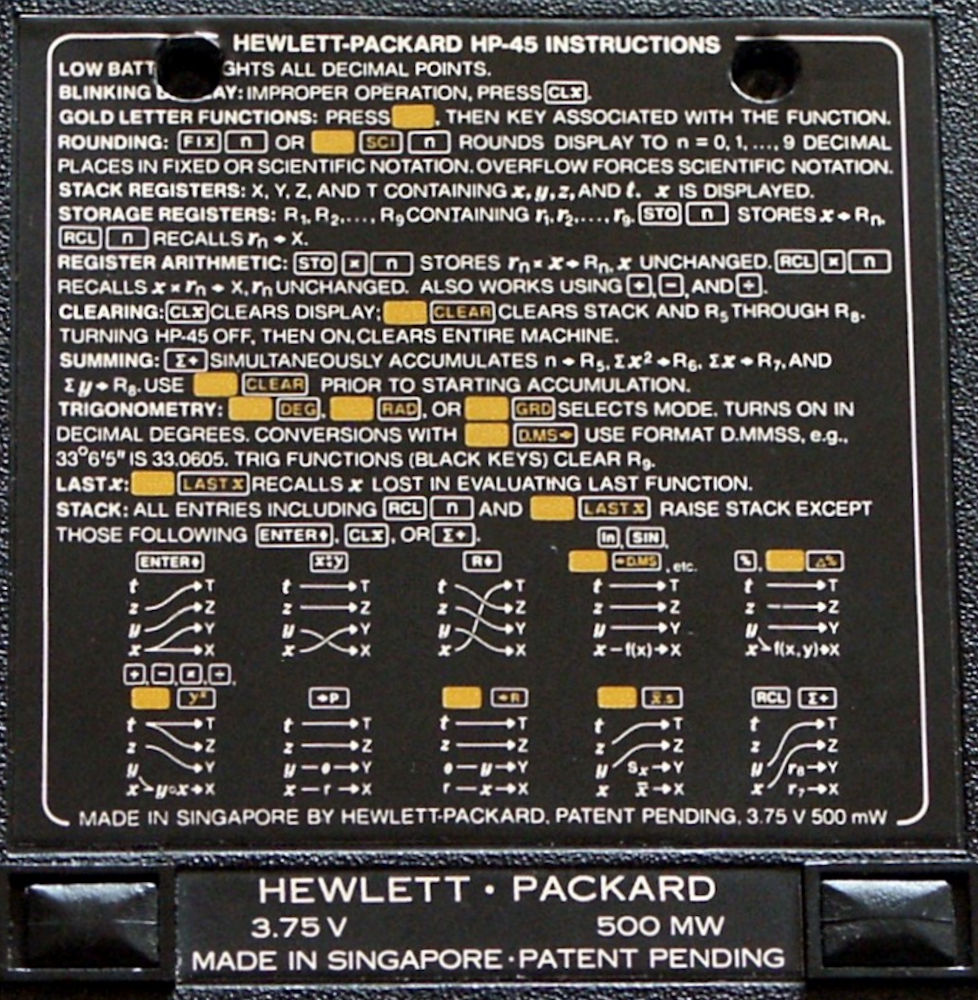 HEWLETT-PACKARD HP-45 INSTRUCTIONS
LOW BATT GHTS ALL DECIMAL POINTS.
BLINKING AY: IMPROPER OPERATION, PRESS CLx.
GOLD LETTER FUNCTIONS: PRESS , THEN KEY ASSOCIATED WITH THE FUNCTION.
ROUNDING: FIX n OR SCI n ROUNDS DISPLAY TO n = 0, 1, ..., 9 DECIMAL
PLACES IN FIXED OR SCIENTIFIC NOTATION. OVERFLOW FORCES SCIENTIFIC NOTATION.
STACK REGISTERS: X, Y, Z, AND T CONTAINING x, y, z, AND t. x IS DISPLAYED.
STORAGE REGISTERS: R₁, R₂, ..., R₉ CONTAINING r₁, r₂, ..., r₉. STO n STORES x → Rₙ,
RCL n RECALLS rₙ → X.
REGISTER ARITHMETIC: STO × n STORES rₙ × x → Rₙ, x UNCHANGED. RCL × n
RECALLS x × rₙ → X, rₙ UNCHANGED. ALSO WORKS USING +, −, AND ÷.
CLEARING: CLx CLEARS DISPLAY; CLEAR CLEARS STACK AND R₅ THROUGH R₈.
TURNING HP-45 OFF, THEN ON, CLEARS ENTIRE MACHINE.
SUMMING: Σ+ SIMULTANEOUSLY ACCUMULATES n → R₅, Σx² → R₆, Σx → R₇, AND
Σy → R₈. USE CLEAR PRIOR TO STARTING ACCUMULATION.
TRIGONOMETRY: DEG, RAD, OR GRD SELECTS MODE. TURNS ON IN
DECIMAL DEGREES. CONVERSIONS WITH D.MS→ USE FORMAT D.MMSS, e.g.,
33°6'5" IS 33.0605. TRIG FUNCTIONS (BLACK KEYS) CLEAR R₉.
LAST x: LAST x RECALLS x LOST IN EVALUATING LAST FUNCTION.
STACK: ALL ENTRIES INCLUDING RCL n AND LAST x RAISE STACK EXCEPT
THOSE FOLLOWING ENTER↑, CLx, OR Σ+.
ln, SIN,
ENTER↑ x↔y R↓ →D.MS, etc. %, Δ%
t → T t → T t → T t → T t → T
z → Z z → Z z → Z z → Z z → Z
y → Y y → Y y → Y y → Y y → Y
x → X x → X x → X x − f(x) → X x f(x,y) → X
+, −, ×, ÷,
yˣ →P →R x̄,s RCL Σ+
t → T t → T t → T t → T t → T
z → Z z → Z z → Z z → Z z → Z
y → Y y − θ → Y θ − y → Y y sₓ → Y y r₈ → Y
x y∘x → X x − r → X r − x → X x x̄ → X x r₇ → X
MADE IN SINGAPORE BY HEWLETT-PACKARD, PATENT PENDING, 3.75 V 500 mW
HEWLETT · PACKARD
3.75 V 500 MW
MADE IN SINGAPORE · PATENT PENDING